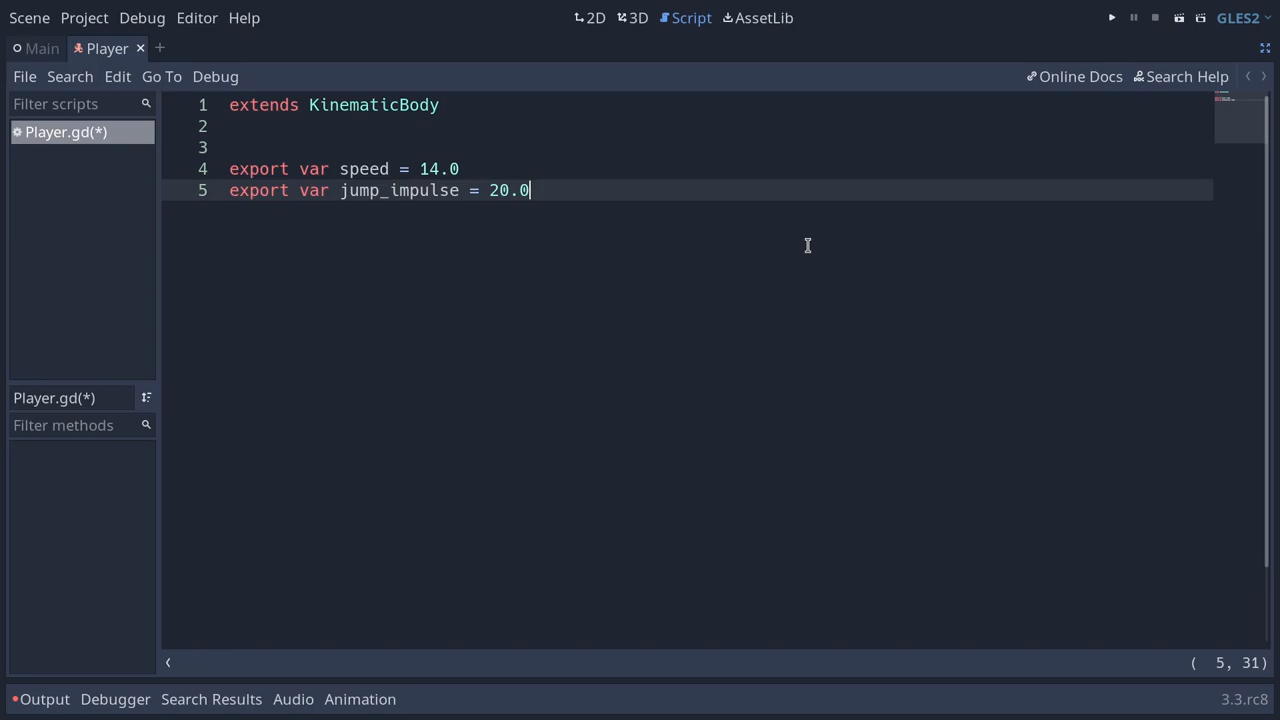 Scene Project Debug Editor Help 2D 3D Script AssetLib GLES2
Main Player
File Search Edit Go To Debug Online Docs Search Help
Filter scripts
Player.gd(*)
1 extends KinematicBody
2
3
4 export var speed = 14.0
5 export var jump_impulse = 20.0
Player.gd(*)
Filter methods
( 5, 31)
Output Debugger Search Results Audio Animation 3.3.rc8